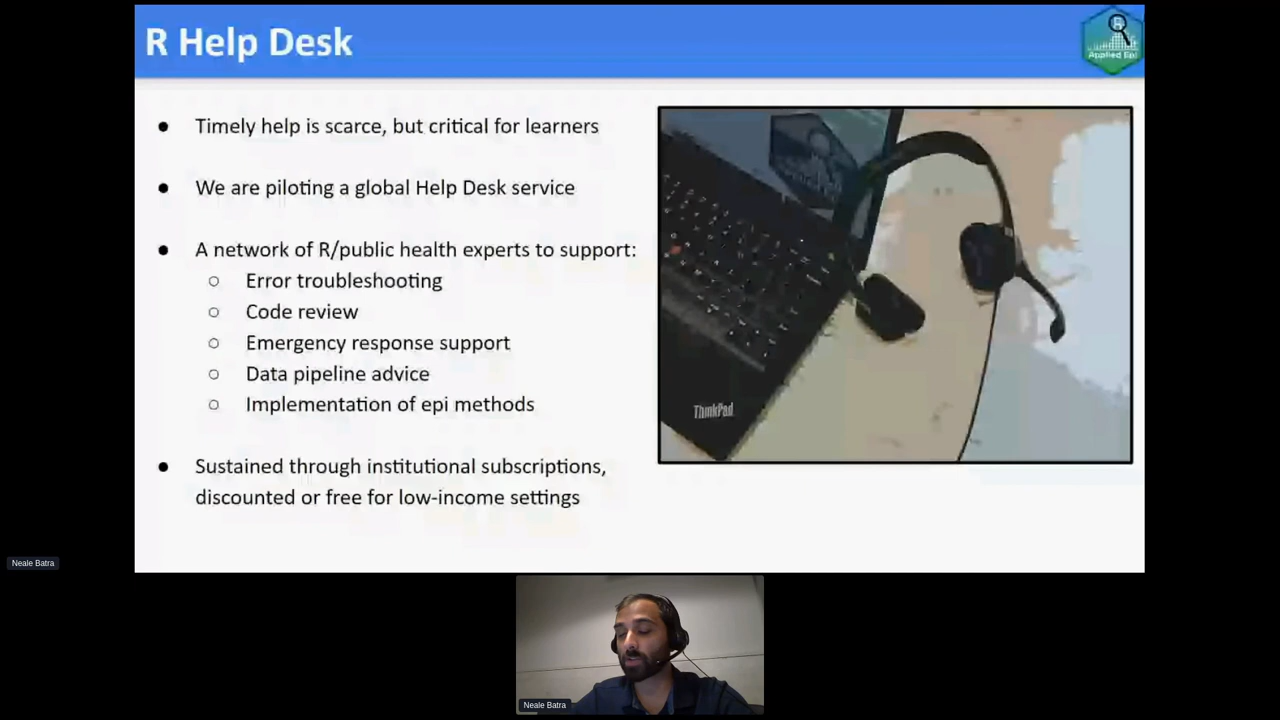 R Help Desk
Applied Epi
● Timely help is scarce, but critical for learners
● We are piloting a global Help Desk service
● A network of R/public health experts to support:
○ Error troubleshooting
○ Code review
○ Emergency response support
○ Data pipeline advice
○ Implementation of epi methods
● Sustained through institutional subscriptions,
discounted or free for low-income settings
ThinkPad
Neale Batra
Neale Batra